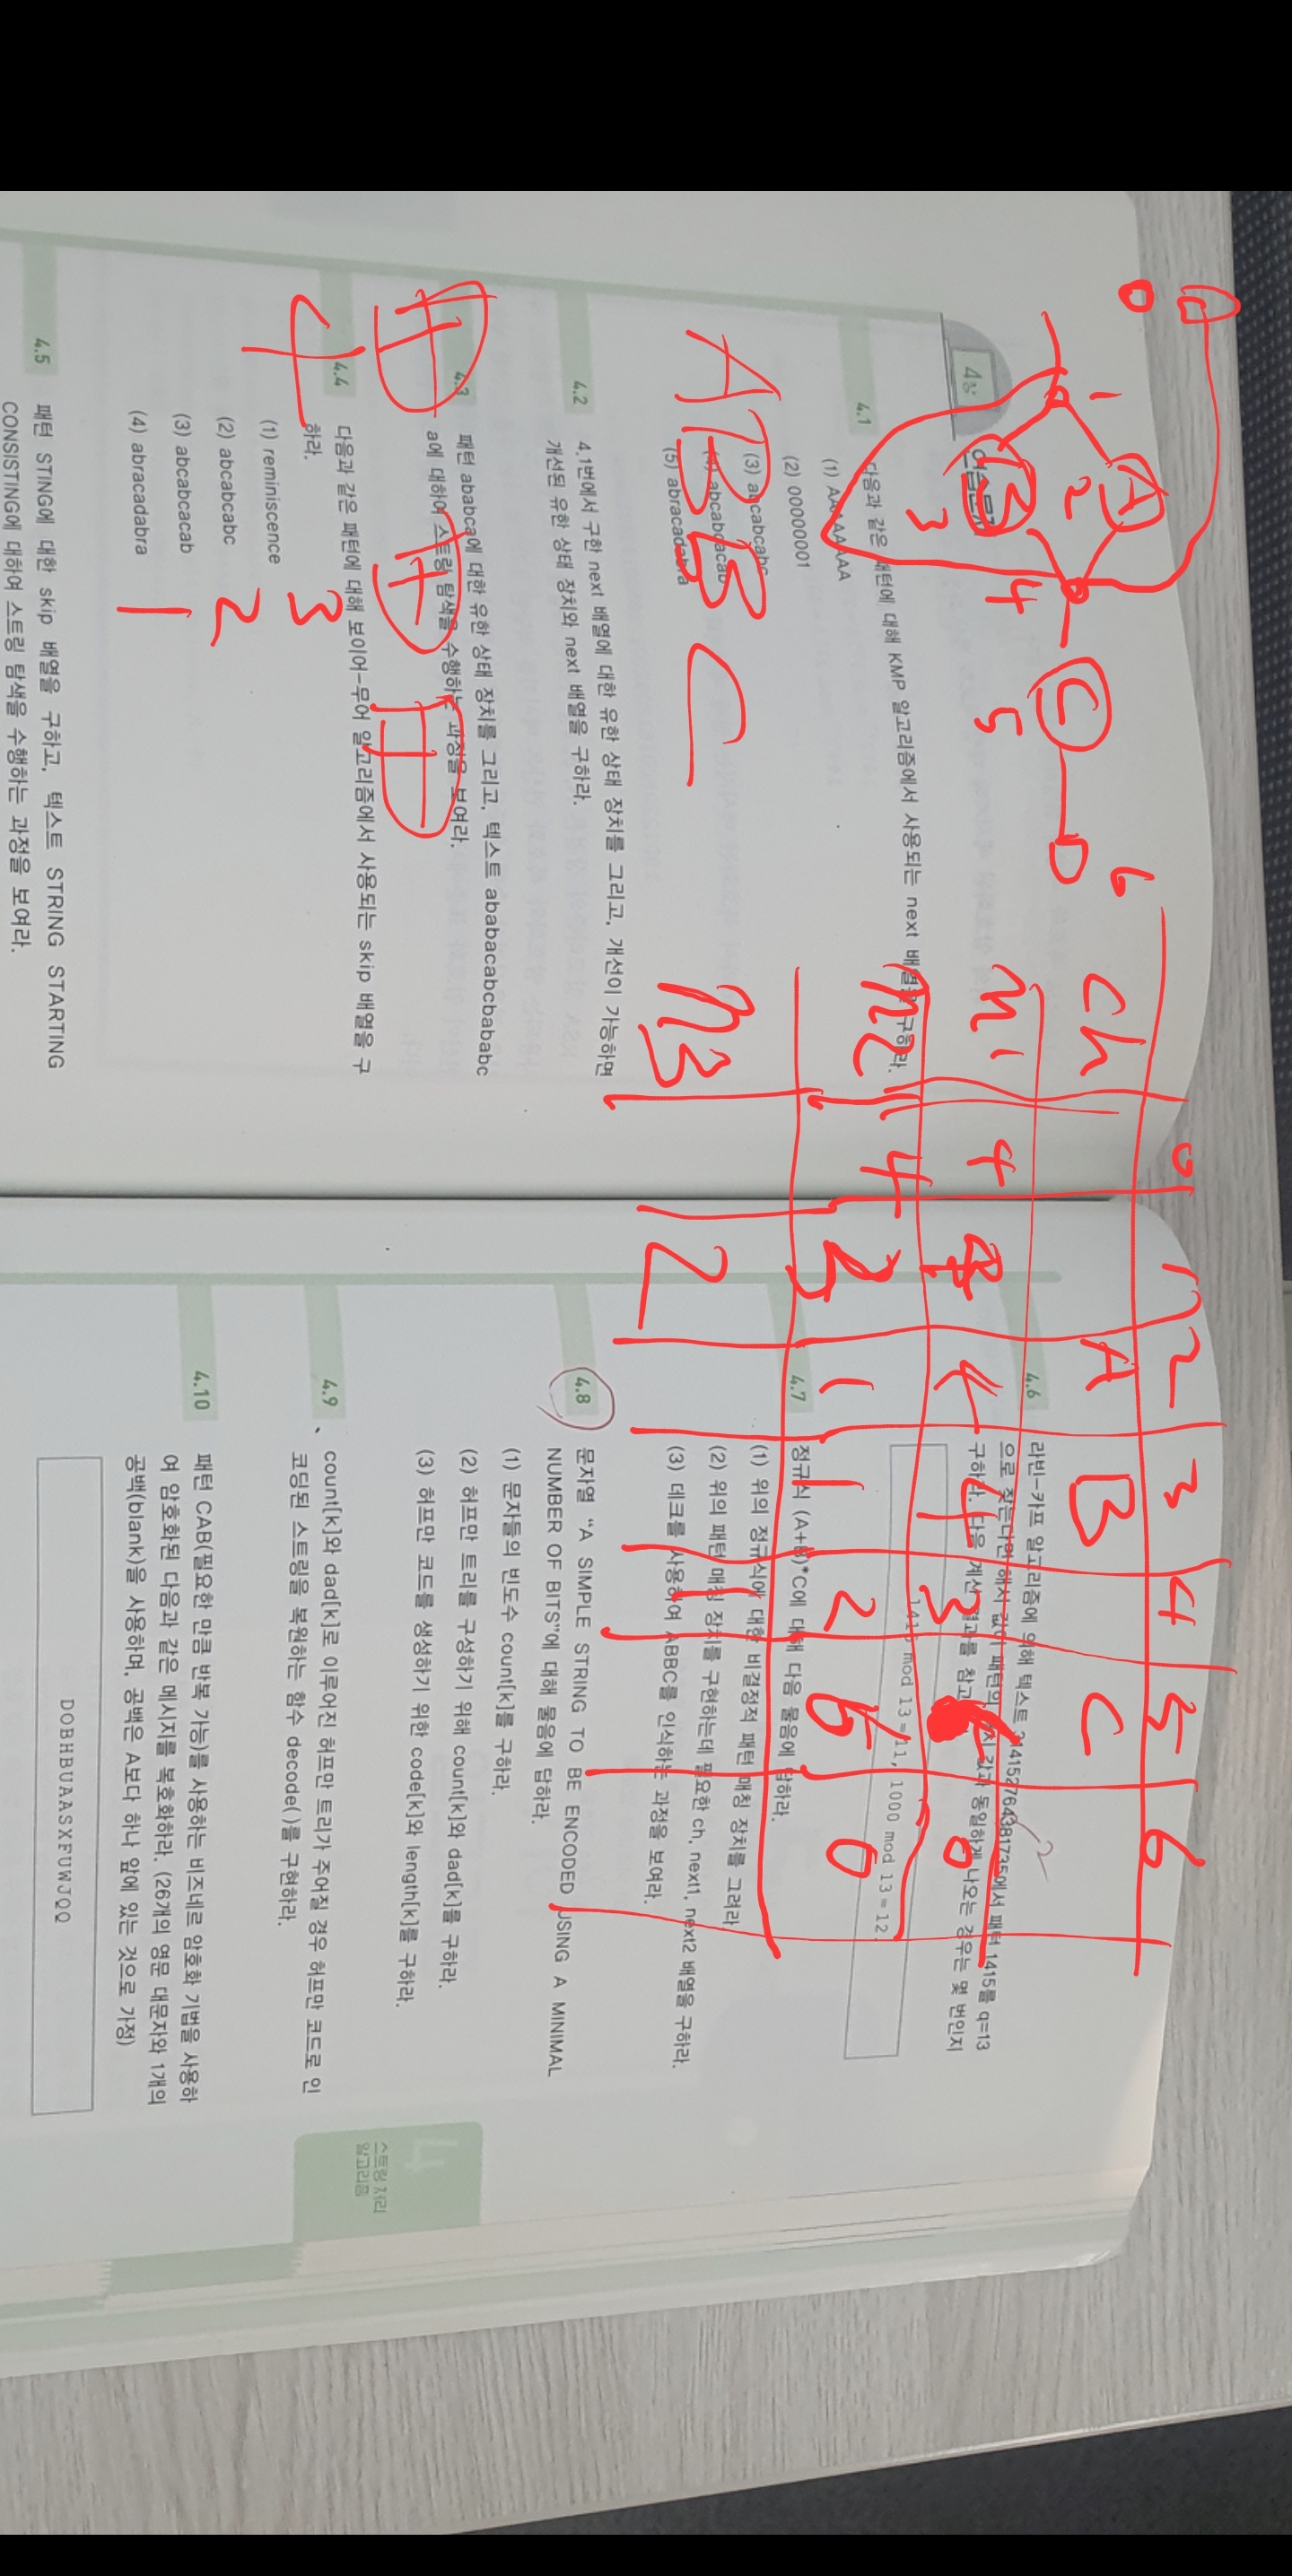 4장
4.1 다음과 같은 패턴에 대해 KMP 알고리즘에서 사용되는 next 배열을 구하라.
(1) AAAAAAAA
(2) 00000001
(3) abcabcabc
(4) abcabcacab
(5) abracadabra
4.2 4.1번에서 구한 next 배열에 대한 유한 상태 장치를 그리고, 개선이 가능하면
개선된 유한 상태 장치와 next 배열을 구하라.
4.3 패턴 ababca에 대한 유한 상태 장치를 그리고, 텍스트 ababacabcbababc
a에 대하여 스트링 탐색을 수행하는 과정을 보여라.
4.4 다음과 같은 패턴에 대해 보이어-무어 알고리즘에서 사용되는 skip 배열을 구
하라.
(1) reminiscence
(2) abcabcabc
(3) abcabcacab
(4) abracadabra
4.5 패턴 STING에 대한 skip 배열을 구하고, 텍스트 STRING STARTING
CONSISTING에 대하여 스트링 탐색을 수행하는 과정을 보여라.
4.6 라빈-카프 알고리즘에 의해 텍스트 314152764381735에서 패턴 1415를 q=13
으로 찾는다면 해시 값이 패턴의 값과 동일하게 나오는 경우는 몇 번인지
구하라. 다음 계산 결과를 참고
1415 mod 13 = 11, 1000 mod 13 = 12
4.7 정규식 (A+B)*C에 대해 다음 물음에 답하라.
(1) 위의 정규식에 대한 비결정적 패턴 매칭 장치를 그려라.
(2) 위의 패턴 매칭 장치를 구현하는데 필요한 ch, next1, next2 배열을 구하라.
(3) 데크를 사용하여 ABBC를 인식하는 과정을 보여라.
4.8 문자열 “A SIMPLE STRING TO BE ENCODED USING A MINIMAL
NUMBER OF BITS”에 대해 물음에 답하라.
(1) 문자들의 빈도수 count[k]를 구하라.
(2) 허프만 트리를 구성하기 위해 count[k]와 dad[k]를 구하라.
(3) 허프만 코드를 생성하기 위한 code[k]와 length[k]를 구하라.
4.9 count[k]와 dad[k]로 이루어진 허프만 트리가 주어질 경우 허프만 코드로 인
코딩된 스트링을 복원하는 함수 decode( )를 구현하라.
4.10 패턴 CAB(필요한 만큼 반복 가능)를 사용하는 비즈네르 암호화 기법을 사용하
여 암호화된 다음과 같은 메시지를 복호화하라. (26개의 영문 대문자와 1개의
공백(blank)을 사용하며, 공백은 A보다 하나 앞에 있는 것으로 가정)
DOBHBUAASXFUWJQQ
4
스트링 처리
알고리즘
0 1 A 2 B 3 4 C 5 6
0 1 2 3 4 5 6
ch A B C
n1 4
n2 4 3 1 1 2 5 0
n3 2
ABBC
4 3 2 1